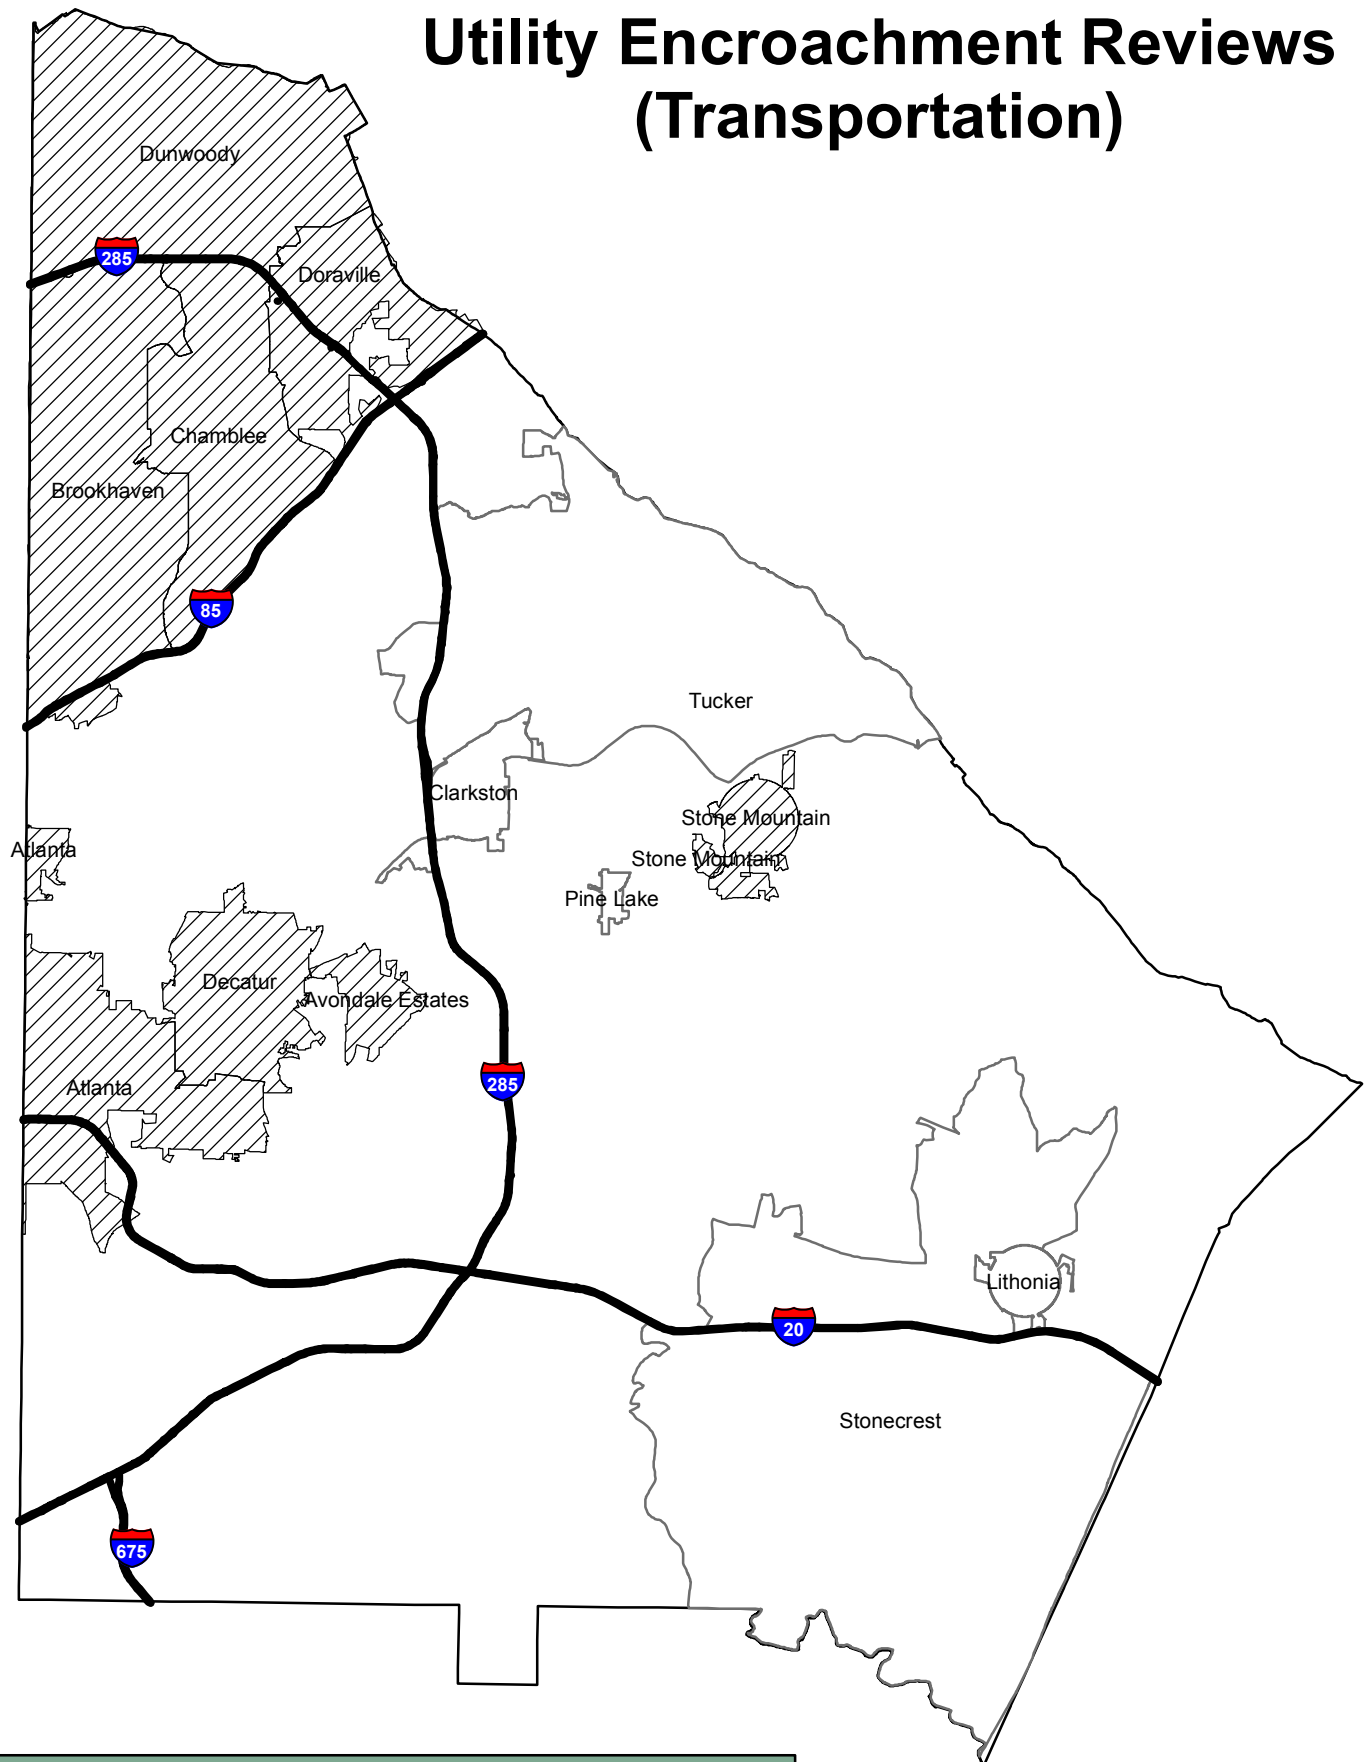 Utility Encroachment Reviews
(Transportation)
Dunwoody
285
Doraville
Chamblee
Brookhaven
85
Tucker
Clarkston
Stone Mountain
Atlanta
Stone Mountain
Pine Lake
Decatur
Avondale Estates
285
Atlanta
Lithonia
20
Stonecrest
675